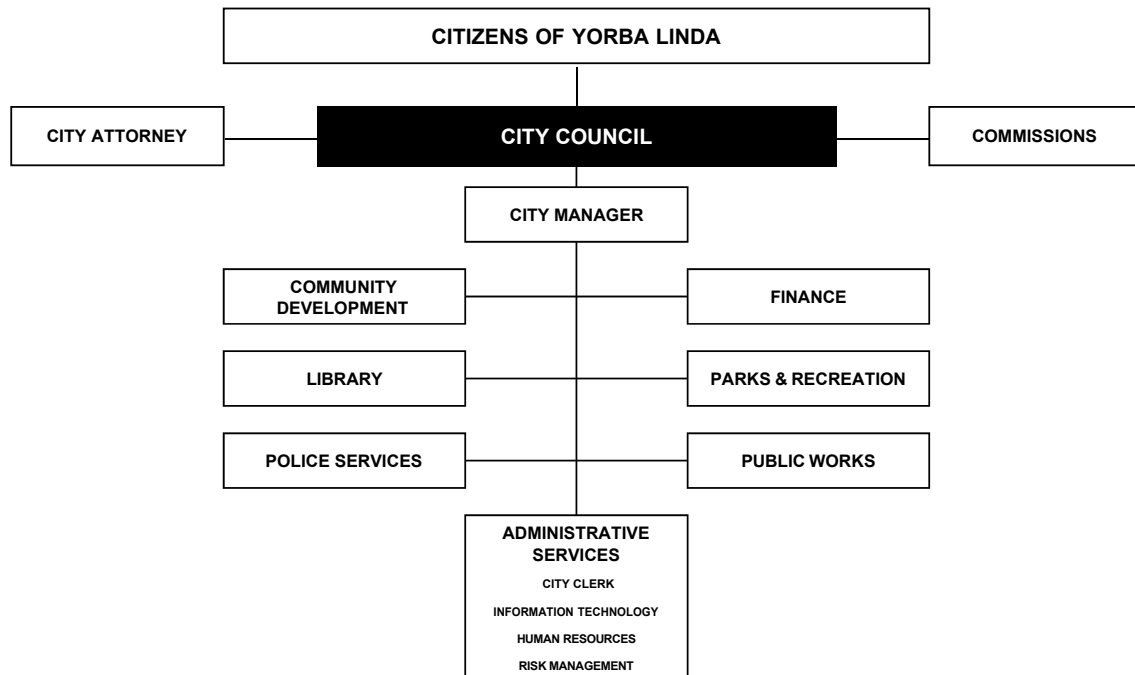 CITIZENS OF YORBA LINDA
CITY ATTORNEY
CITY COUNCIL
COMMISSIONS
CITY MANAGER
COMMUNITY
DEVELOPMENT
FINANCE
LIBRARY
PARKS & RECREATION
POLICE SERVICES
PUBLIC WORKS
ADMINISTRATIVE
SERVICES
CITY CLERK
INFORMATION TECHNOLOGY
HUMAN RESOURCES
RISK MANAGEMENT